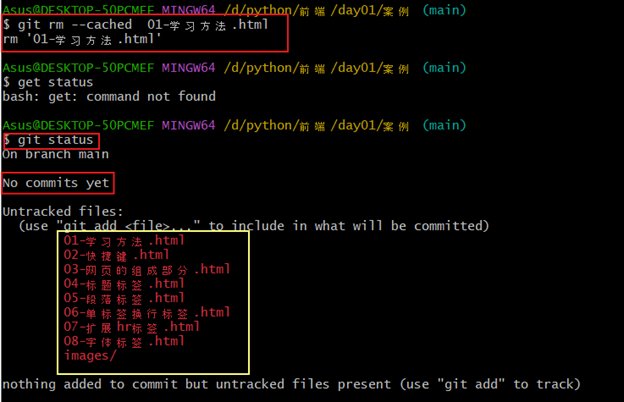 Asus@DESKTOP-5OPCMEF MINGW64 /d/python/前端/day01/案例 (main)
$ git rm --cached  01-学习方法.html
rm '01-学习方法.html'
Asus@DESKTOP-5OPCMEF MINGW64 /d/python/前端/day01/案例 (main)
$ get status
bash: get: command not found
Asus@DESKTOP-5OPCMEF MINGW64 /d/python/前端/day01/案例 (main)
$ git status
On branch main
No commits yet
Untracked files:
(use "git add <file>..." to include in what will be committed)
01-学习方法.html
02-快捷键.html
03-网页的组成部分.html
04-标题标签.html
05-段落标签.html
06-单标签换行标签.html
07-扩展hr标签.html
08-字体标签.html
images/
nothing added to commit but untracked files present (use "git add" to track)